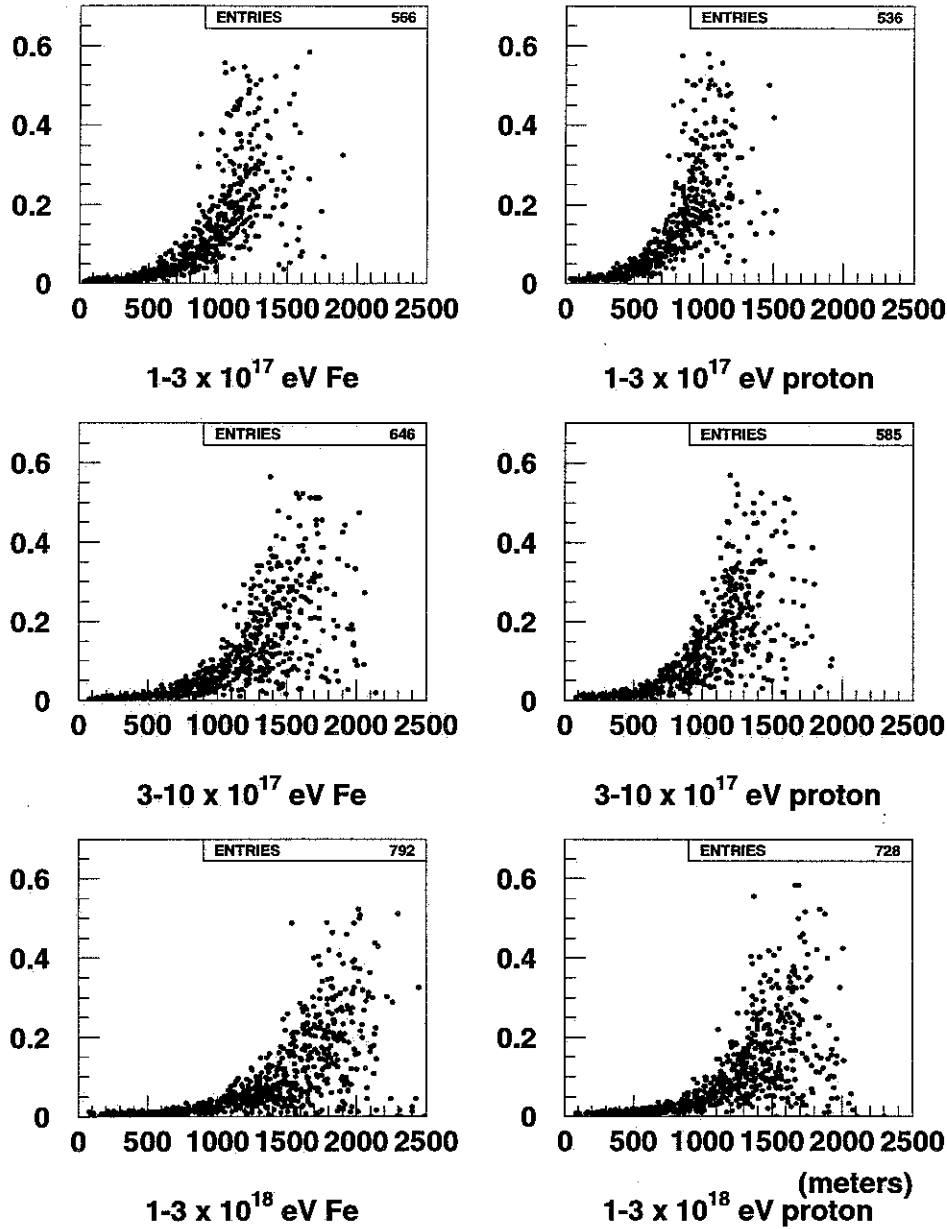 ENTRIES 566 ENTRIES 536
0.6 0.6
0.4 0.4
0.2 0.2
0 0
0 500 1000 1500 2000 2500 0 500 1000 1500 2000 2500
1-3 x 10^17 eV Fe 1-3 x 10^17 eV proton
ENTRIES 646 ENTRIES 585
0.6 0.6
0.4 0.4
0.2 0.2
0 0
0 500 1000 1500 2000 2500 0 500 1000 1500 2000 2500
3-10 x 10^17 eV Fe 3-10 x 10^17 eV proton
ENTRIES 792 ENTRIES 728
0.6 0.6
0.4 0.4
0.2 0.2
0 0
0 500 1000 1500 2000 2500 0 500 1000 1500 2000 2500
(meters)
1-3 x 10^18 eV Fe 1-3 x 10^18 eV proton